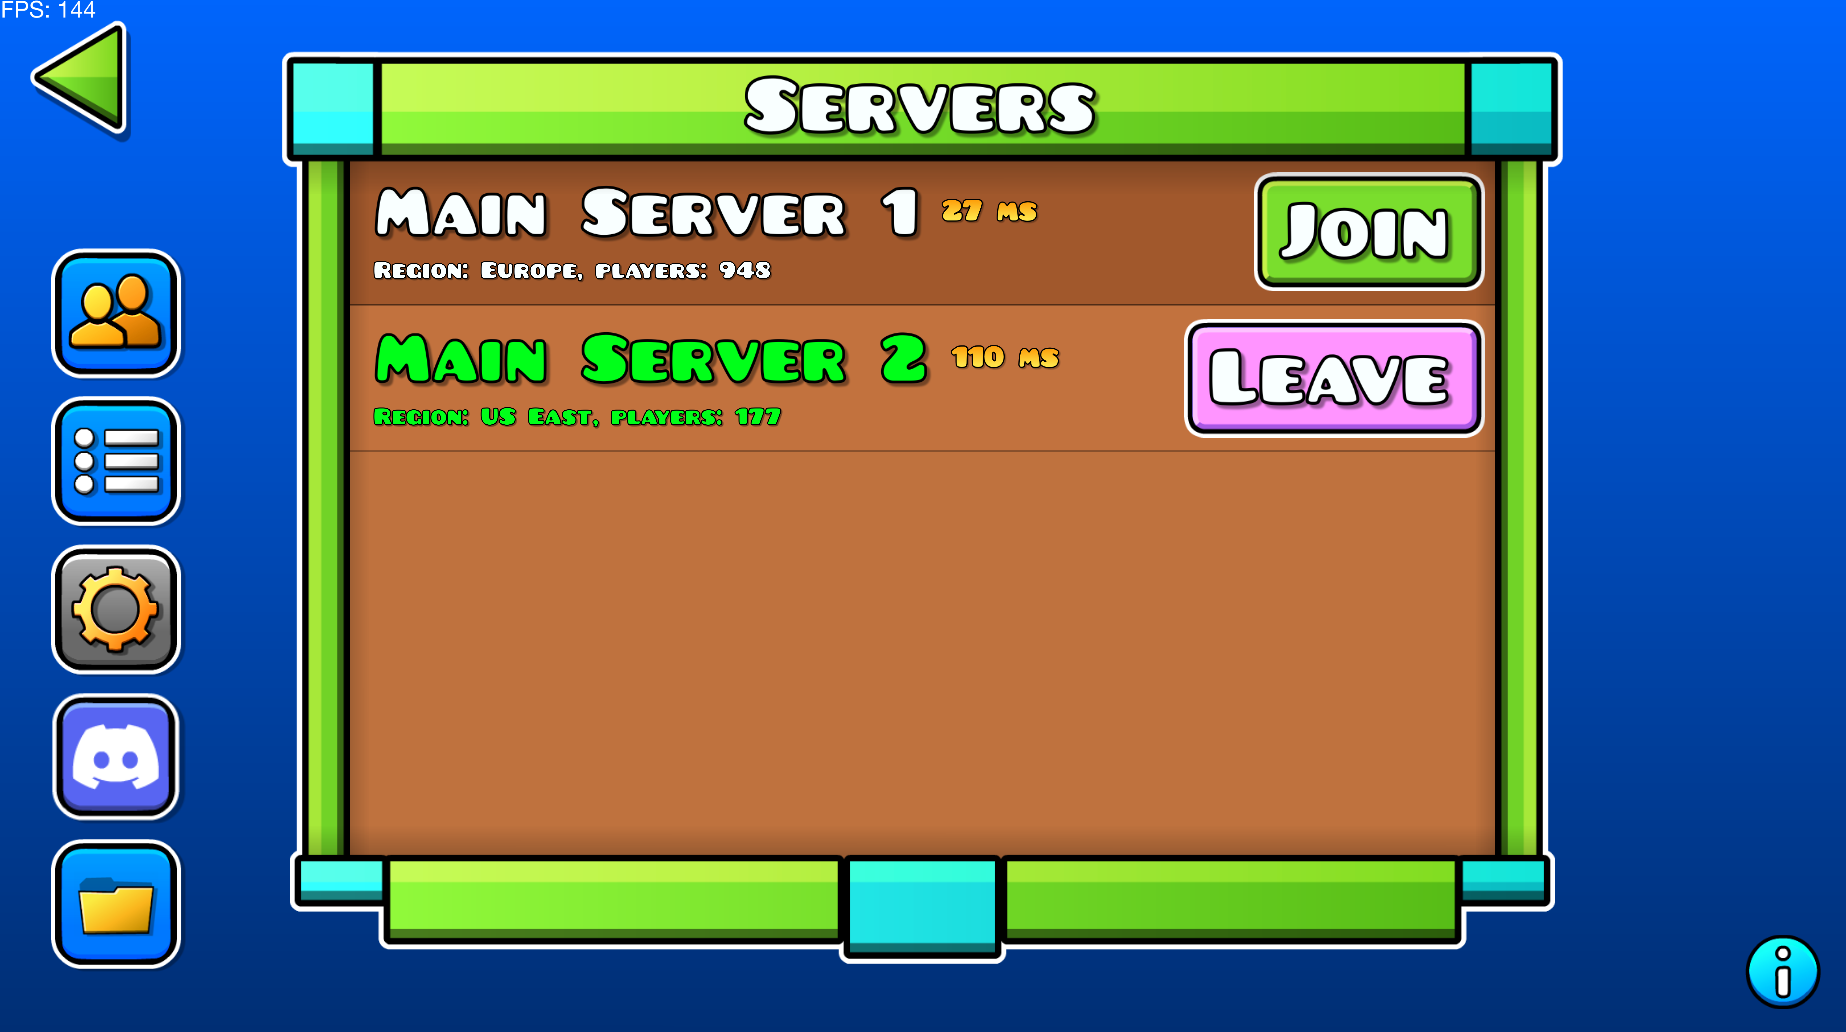 FPS: 144
Servers
Main Server 1 27 ms
Join
Region: Europe, players: 948
Main Server 2 110 ms
Leave
Region: US East, players: 177